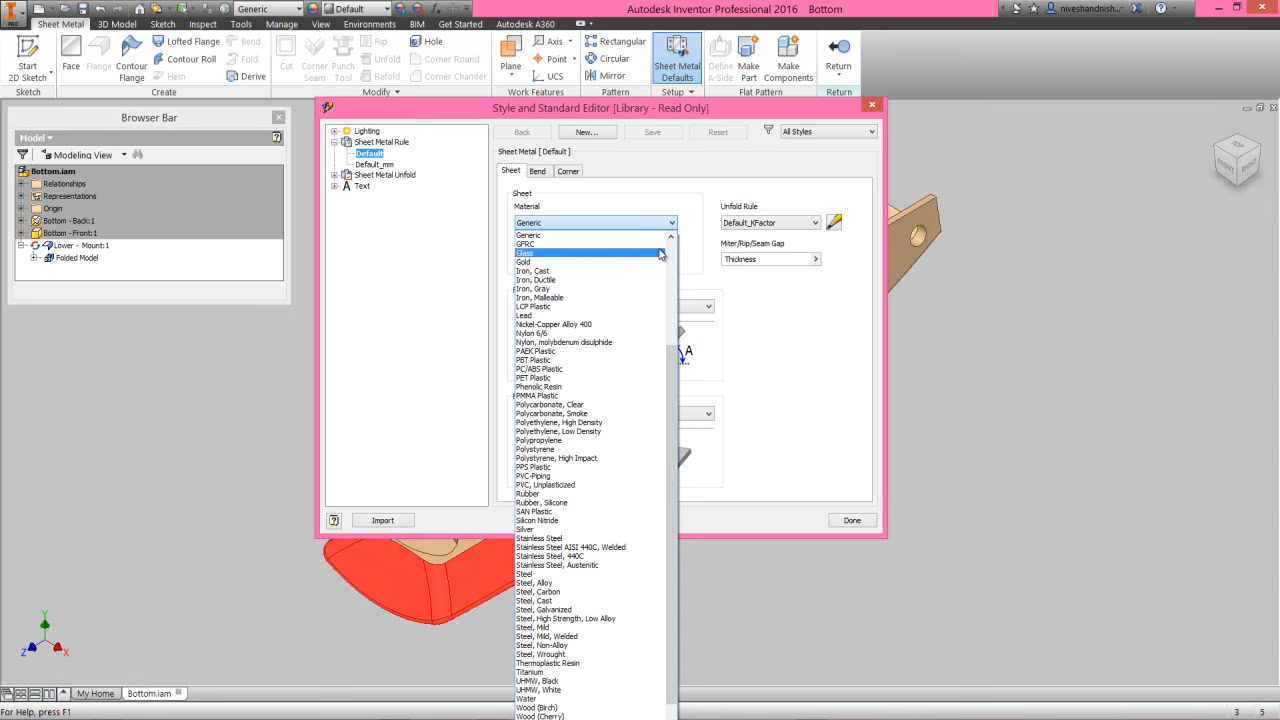 Generic
Default
Autodesk Inventor Professional 2016
Bottom
niveshandrish...
PRO
Sheet Metal
3D Model
Sketch
Inspect
Tools
Manage
View
Environments
BIM
Get Started
Autodesk A360
Start
2D Sketch
Sketch
Face
Flange
Contour
Flange
Lofted Flange
Contour Roll
Hem
Bend
Fold
Derive
Create
Cut
Corner
Seam
Punch
Tool
Rip
Unfold
Refold
Hole
Corner Round
Corner Chamfer
Modify
Plane
Axis
Point
UCS
Work Features
Rectangular
Circular
Mirror
Pattern
Sheet Metal
Defaults
Setup
Define
A-Side
Make
Part
Make
Components
Flat Pattern
Return
Return
Browser Bar
Model
Modeling View
Bottom.iam
Relationships
Representations
Origin
Bottom - Back:1
Bottom - Front:1
Lower - Mount:1
Folded Model
Style and Standard Editor [Library - Read Only]
Lighting
Sheet Metal Rule
Default
Default_mm
Sheet Metal Unfold
A Text
Back
New...
Save
Reset
All Styles
Sheet Metal [ Default ]
Sheet
Bend
Corner
Sheet
Material
Generic
Unfold Rule
Default_KFactor
Miter/Rip/Seam Gap
Thickness
A
Generic
GFRC
Glass
Gold
Iron, Cast
Iron, Ductile
Iron, Gray
Iron, Malleable
LCP Plastic
Lead
Nickel-Copper Alloy 400
Nylon 6/6
Nylon, molybdenum disulphide
PAEK Plastic
PBT Plastic
PC/ABS Plastic
PET Plastic
Phenolic Resin
PMMA Plastic
Polycarbonate, Clear
Polycarbonate, Smoke
Polyethylene, High Density
Polyethylene, Low Density
Polypropylene
Polystyrene
Polystyrene, High Impact
PPS Plastic
PVC-Piping
PVC, Unplasticized
Rubber
Rubber, Silicone
SAN Plastic
Silicon Nitride
Silver
Stainless Steel
Stainless Steel AISI 440C, Welded
Stainless Steel, 440C
Stainless Steel, Austenitic
Steel
Steel, Alloy
Steel, Carbon
Steel, Cast
Steel, Galvanized
Steel, High Strength, Low Alloy
Steel, Mild
Steel, Mild, Welded
Steel, Non-Alloy
Steel, Wrought
Thermoplastic Resin
Titanium
UHMW, Black
UHMW, White
Water
Wood (Birch)
Wood (Cherry)
Import
Done
TOP
FRONT
RIGHT
Y
Z
X
My Home
Bottom.iam
For Help, press F1
3
5